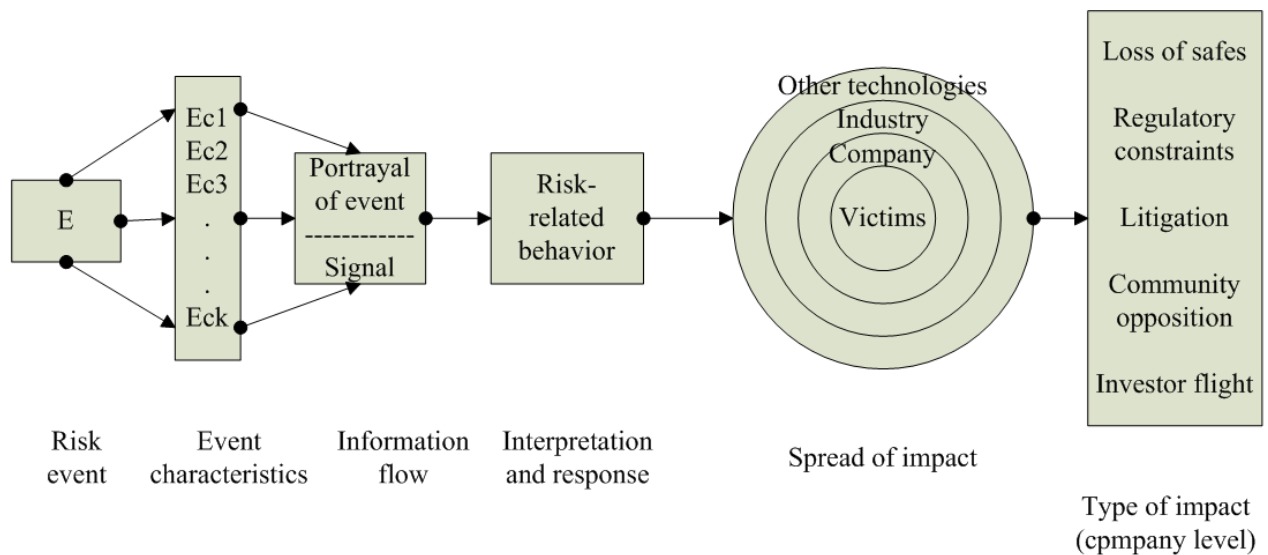 E
Ec1
Ec2
Ec3
.
.
.
Eck
Portrayal
of event
------------
Signal
Risk-
related
behavior
Other technologies
Industry
Company
Victims
Loss of safes
Regulatory
constraints
Litigation
Community
opposition
Investor flight
Risk
event
Event
characteristics
Information
flow
Interpretation
and response
Spread of impact
Type of impact
(cpmpany level)